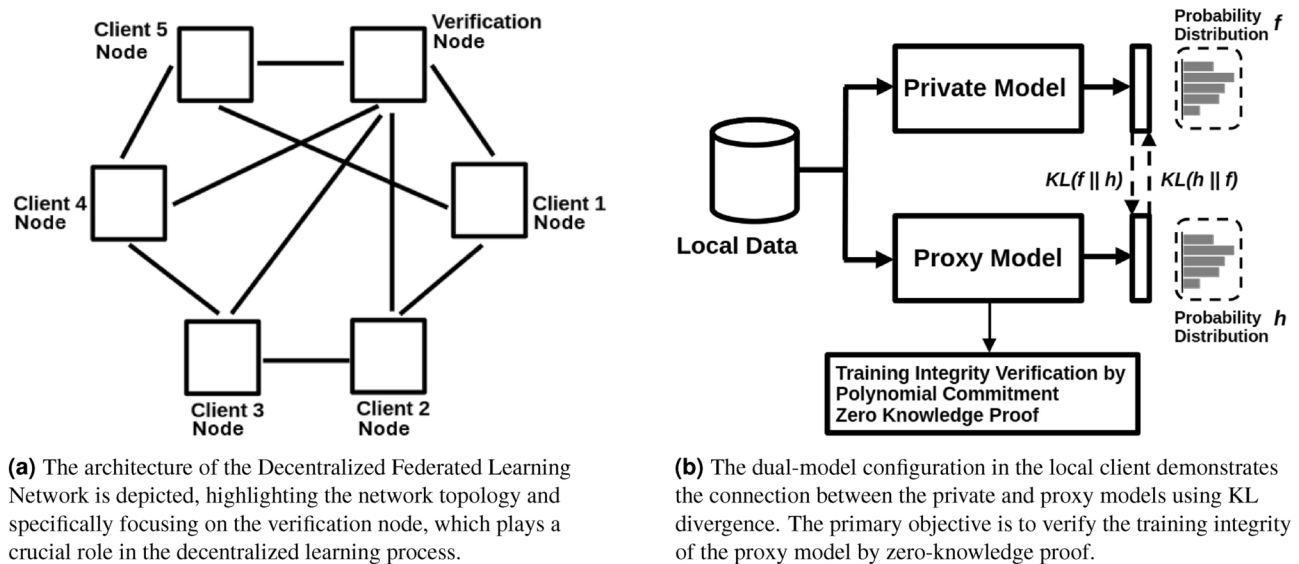 Client 5
Node
Verification
Node
Client 4
Node
Client 1
Node
Client 3
Node
Client 2
Node
(a) The architecture of the Decentralized Federated Learning
Network is depicted, highlighting the network topology and
specifically focusing on the verification node, which plays a
crucial role in the decentralized learning process.
Probability
Distribution f
Private Model
Local Data
KL(f || h)
KL(h || f)
Proxy Model
Probability
Distribution h
Training Integrity Verification by
Polynomial Commitment
Zero Knowledge Proof
(b) The dual-model configuration in the local client demonstrates
the connection between the private and proxy models using KL
divergence. The primary objective is to verify the training integrity
of the proxy model by zero-knowledge proof.